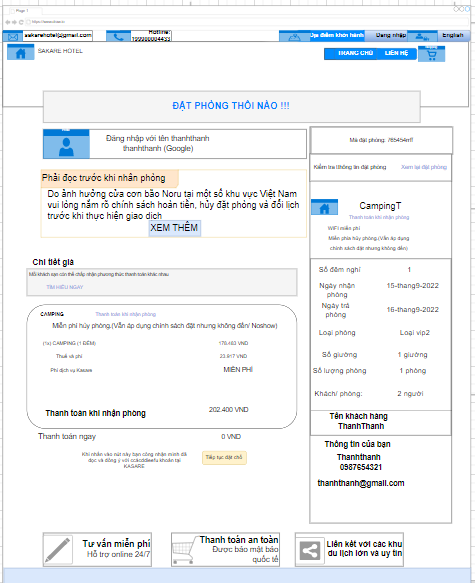 Page 1
sakarehotel@gmail.com
Hotline:
199999004433
Địa điểm khởi hành
Đăng nhập
English
SAKARE HOTEL
TRANG CHỦ
LIÊN HỆ
ĐẶT PHÒNG THÔI NÀO !!!
Đăng nhập với tên thanhthanh
thanhthanh (Google)
Phải đọc trước khi nhận phòng
Do ảnh hưởng của cơn bão Noru tại một số khu vực Việt Nam
vui lòng nắm rõ chính sách hoàn tiền, hủy đặt phòng và đổi lịch
trước khi thực hiện giao dịch
XEM THÊM
Chi tiết giá
Mỗi khách sạn còn thể chấp nhận phương thức thanh toán khác nhau
TÌM HIỂU NGAY
CAMPING
Thanh toán khi nhận phòng
Miễn phí hủy phòng.(Vẫn áp dụng chính sách đặt nhưng không đến/ Noshow)
(1x) CAMPING (1 ĐÊM)
178.483 VND
Thuế và phí
23.917 VND
Phí dịch vụ Kasare
MIỄN PHÍ
Thanh toán khi nhận phòng
202.400 VND
Thanh toán ngay
0 VND
Khi nhấn vào nút này bạn công nhận mình đã
đọc và đồng ý với
khoản tại
KASARE
Tiếp tục đặt chỗ
Mã đặt phòng: 765454nf1
Kiểm tra thông tin đặt phòng
Xem lại đặt phòng
CampingT
Thanh toán khi nhận phòng
WIFI miễn phí
Miễn phía hủy phòng.(Vẫn áp dụng
chính sách đặt nhưng không đến)
Số đêm nghỉ
1
Ngày nhận
phòng
15-thang9-2022
Ngày trả
phòng
16-thang9-2022
Loại phòng
Loại vip2
Số giường
1 giường
Số lượng phòng
1 phòng
Khách/ phòng:
2 người
Tên khách hàng
ThanhThanh
Thông tin của bạn
Thanhthanh
0987654321
thanhthanh@gmail.com
Tư vấn miễn phí
Hỗ trợ online 24/7
Thanh toán an toàn
Được bảo mật bảo
quốc tế
Liên kết với các khu
du lịch lớn và uy tín